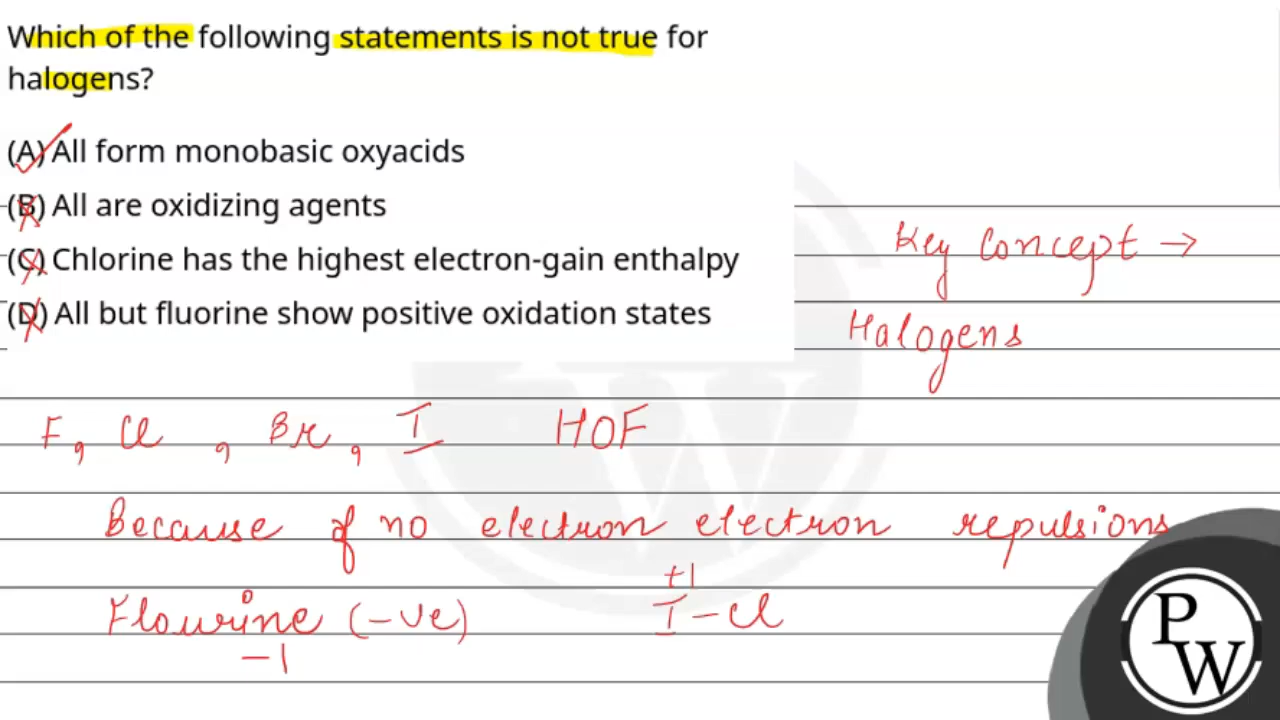 Which of the following statements is not true for
halogens?
(A) All form monobasic oxyacids
(B) All are oxidizing agents
(C) Chlorine has the highest electron-gain enthalpy
(D) All but fluorine show positive oxidation states
Key Concept →
Halogens
F, Cl, Br, I HOF
Because of no electron electron repulsions
Flourine (-ve) +1
I-Cl
0
-1
PW